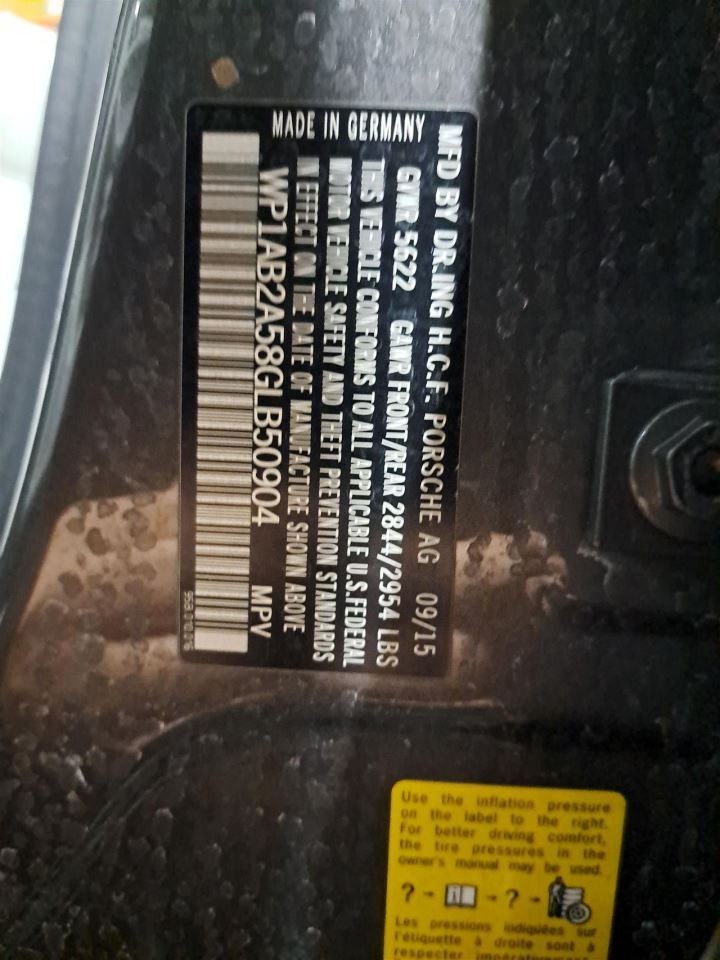 MFD BY DR.ING H.C.F. PORSCHE AG 09/15
GVWR 5622 GAWR FRONT/REAR 2844/2954 LBS
THIS VEHICLE CONFORMS TO ALL APPLICABLE U.S.FEDERAL
MOTOR VEHICLE SAFETY AND THEFT PREVENTION STANDARDS
IN EFFECT ON THE DATE OF MANUFACTURE SHOWN ABOVE
WP1AB2A58GLB50904 MPV
MADE IN GERMANY
Use the inflation pressure
on the label to the right.
For better driving comfort,
the tire pressures in the
owner's manual may be used.
? - i - ? -
Les pressions indiquées sur
l'étiquette à droite sont à
respecter impérativement